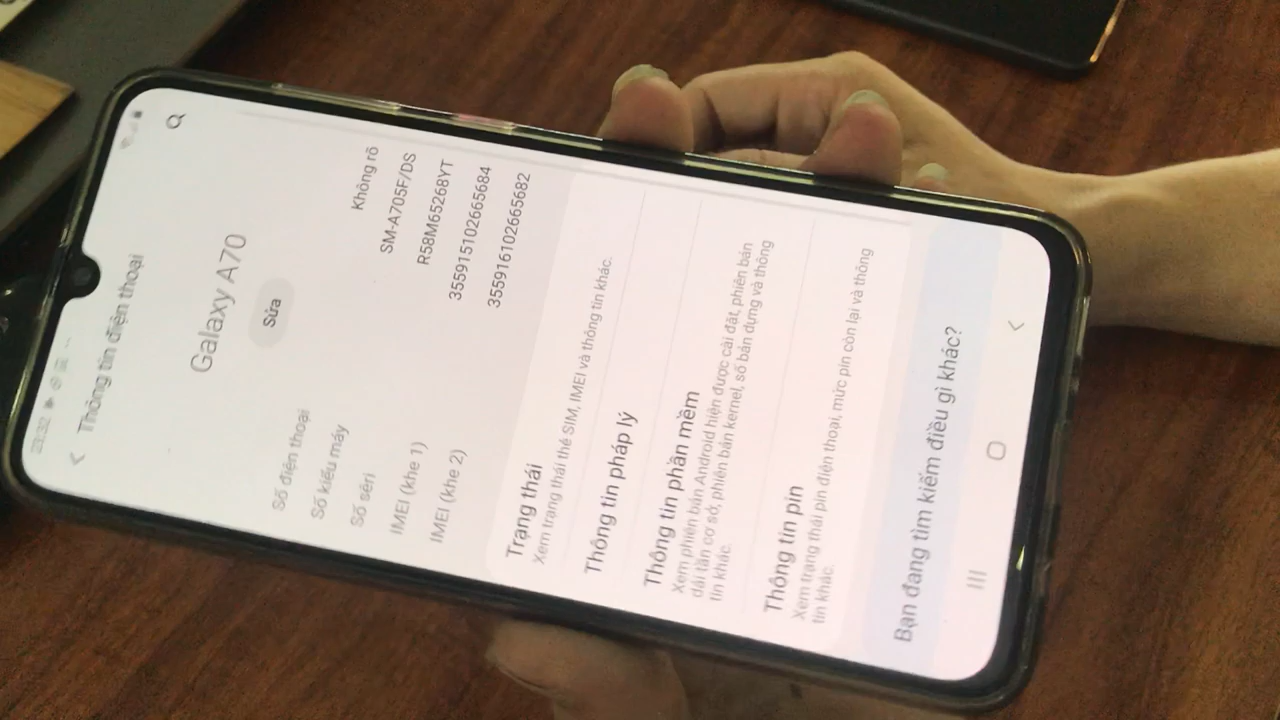 23:32
Thông tin điện thoại
Galaxy A70
Sửa
Số điện thoại Không rõ
Số kiểu máy SM-A705F/DS
Số sêri R58M65268YT
IMEI (khe 1) 355915102665684
IMEI (khe 2) 355916102665682
Trạng thái
Xem trạng thái thẻ SIM, IMEI và thông tin khác.
Thông tin pháp lý
Thông tin phần mềm
Xem phiên bản Android hiện được cài đặt, phiên bản
dải tần cơ sở, phiên bản kernel, số bản dựng và thông
tin khác.
Thông tin pin
Xem trạng thái pin điện thoại, mức pin còn lại và thông
tin khác.
Bạn đang tìm kiếm điều gì khác?